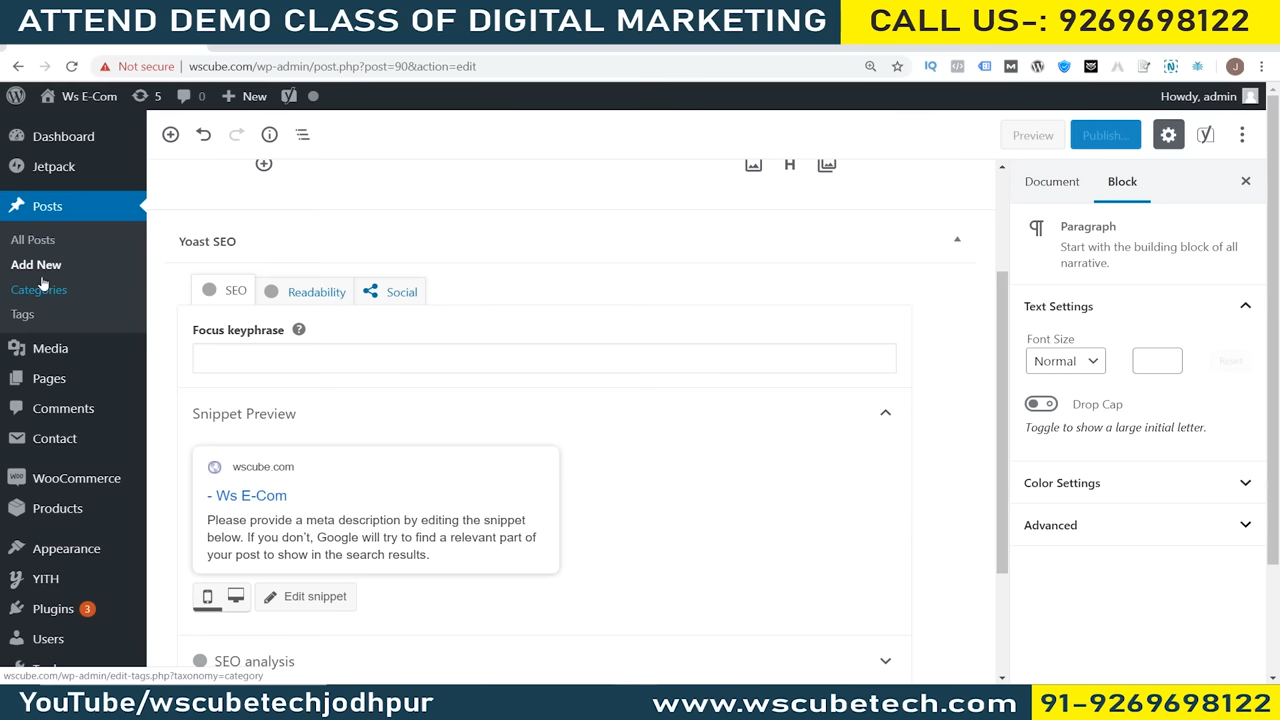 ATTEND DEMO CLASS OF DIGITAL MARKETING
CALL US-: 9269698122
Not secure
wscube.com/wp-admin/post.php?post=90&action=edit
J
Ws E-Com
5
0
New
Howdy, admin
Dashboard
Jetpack
Posts
All Posts
Add New
Categories
Tags
Media
Pages
Comments
Contact
WooCommerce
Products
Appearance
YITH
Plugins 3
Users
Preview
Publish...
H
Yoast SEO
SEO
Readability
Social
Focus keyphrase
Snippet Preview
wscube.com
- Ws E-Com
Please provide a meta description by editing the snippet
below. If you don't, Google will try to find a relevant part of
your post to show in the search results.
Edit snippet
SEO analysis
Document
Block
Paragraph
Start with the building block of all
narrative.
Text Settings
Font Size
Normal
Reset
Drop Cap
Toggle to show a large initial letter.
Color Settings
Advanced
wscube.com/wp-admin/edit-tags.php?taxonomy=category
YouTube/wscubetechjodhpur
www.wscubetech.com
91-9269698122